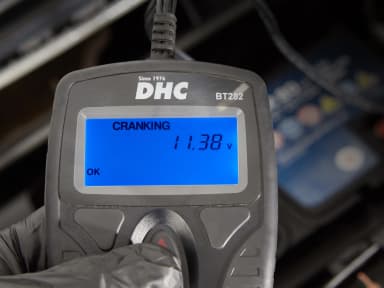 Since 1976
DHC
BT282
CRANKING
11.38 v
OK